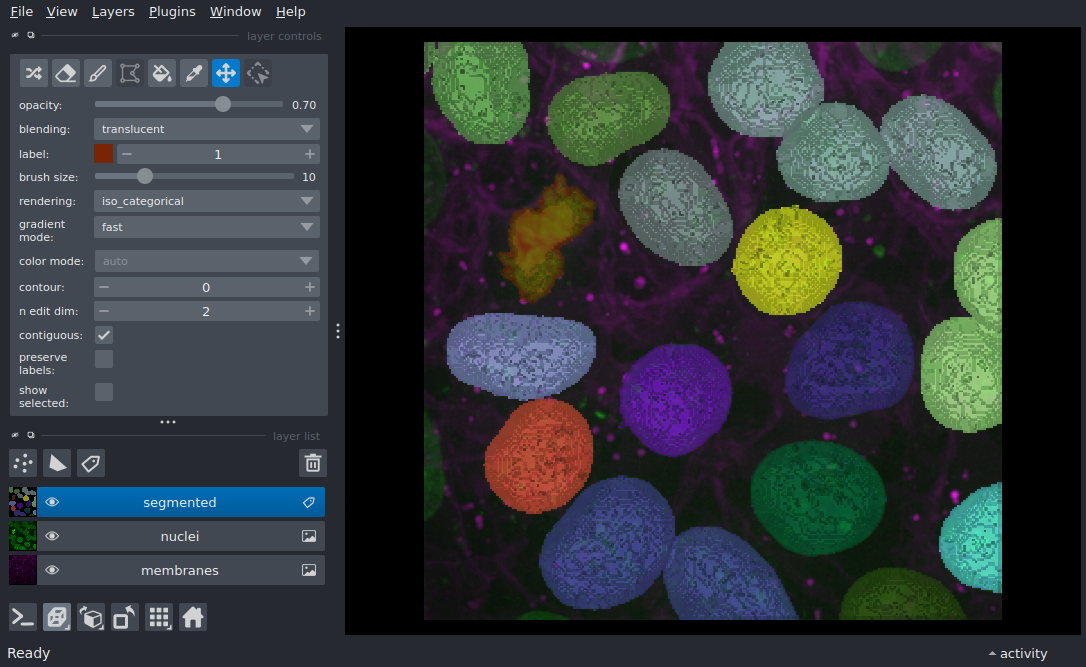 File View Layers Plugins Window Help
layer controls
opacity: 0.70
blending: translucent
label: 1
brush size: 10
rendering: iso_categorical
gradient
mode: fast
color mode: auto
contour: 0
n edit dim: 2
contiguous:
preserve
labels:
show
selected:
layer list
segmented
nuclei
membranes
Ready
activity